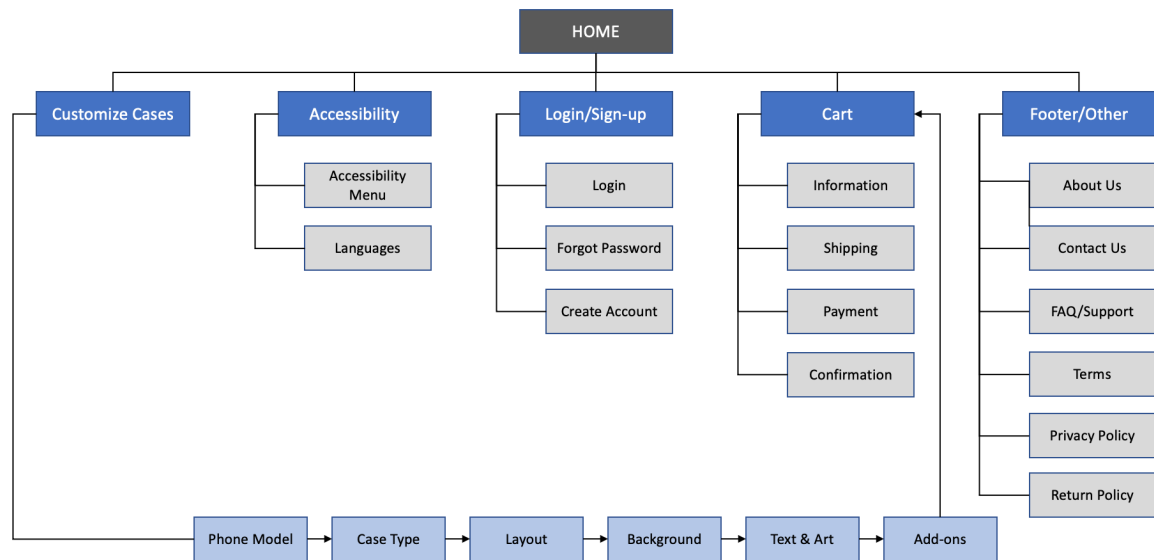 HOME
Customize Cases
Accessibility
Login/Sign-up
Cart
Footer/Other
Accessibility
Menu
Languages
Login
Forgot Password
Create Account
Information
Shipping
Payment
Confirmation
About Us
Contact Us
FAQ/Support
Terms
Privacy Policy
Return Policy
Phone Model
Case Type
Layout
Background
Text & Art
Add-ons